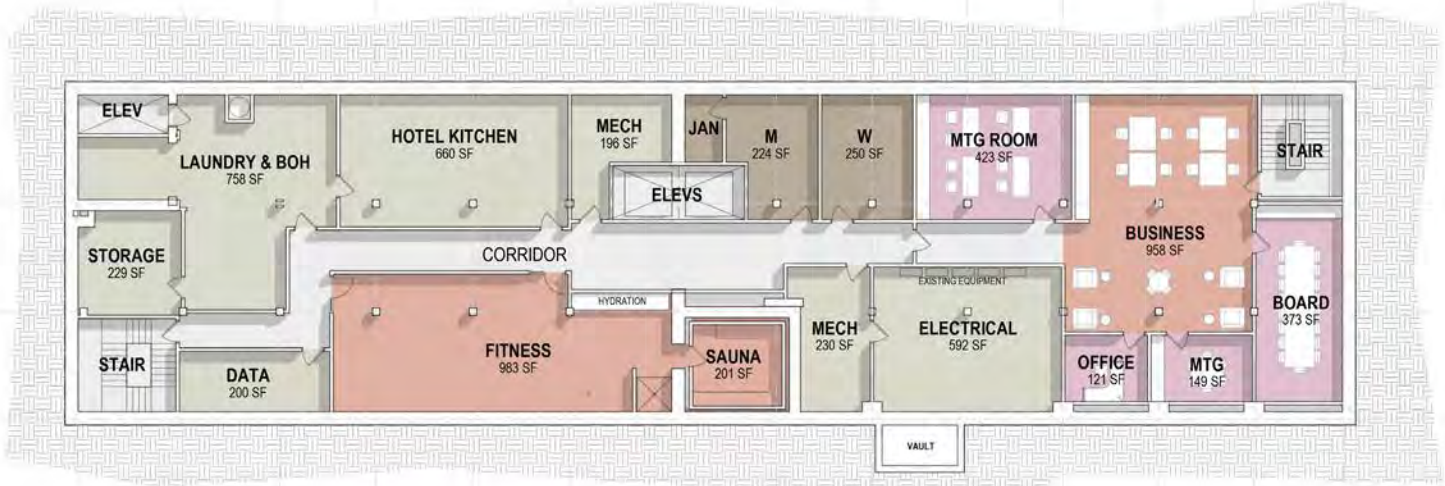 ELEV
LAUNDRY & BOH
758 SF
HOTEL KITCHEN
660 SF
MECH
196 SF
ELEVS
JAN
M
224 SF
W
250 SF
MTG ROOM
423 SF
STAIR
STORAGE
229 SF
CORRIDOR
BUSINESS
958 SF
HYDRATION
EXISTING EQUIPMENT
BOARD
373 SF
STAIR
DATA
200 SF
FITNESS
983 SF
SAUNA
201 SF
MECH
230 SF
ELECTRICAL
592 SF
OFFICE
121 SF
MTG
149 SF
VAULT